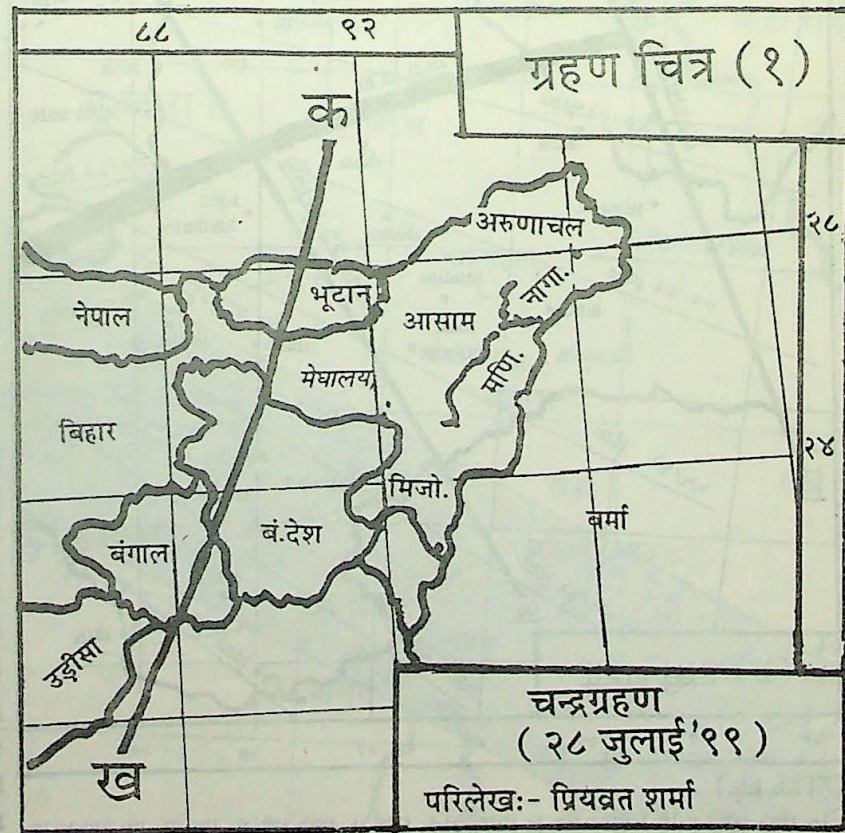 ८८ ९२
ग्रहण चित्र (१)
क
अरुणाचल
२८
नागा.
भूटान
नेपाल
आसाम
मणि.
मेघालय
बिहार
२४
मिजो.
बर्मा
बं.देश
बंगाल
उड़ीसा
ख
चन्द्रग्रहण
( २८ जुलाई '९९ )
परिलेखः- प्रियव्रत शर्मा